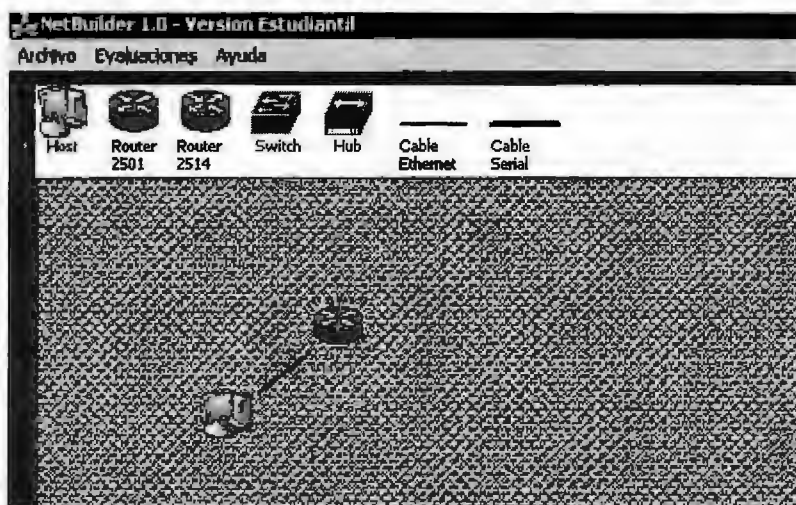 NetBuilder 1.0 - Version Estudiantil
Archivo Evaluaciones Ayuda
Host Router 2501 Router 2514 Switch Hub Cable Ethernet Cable Serial